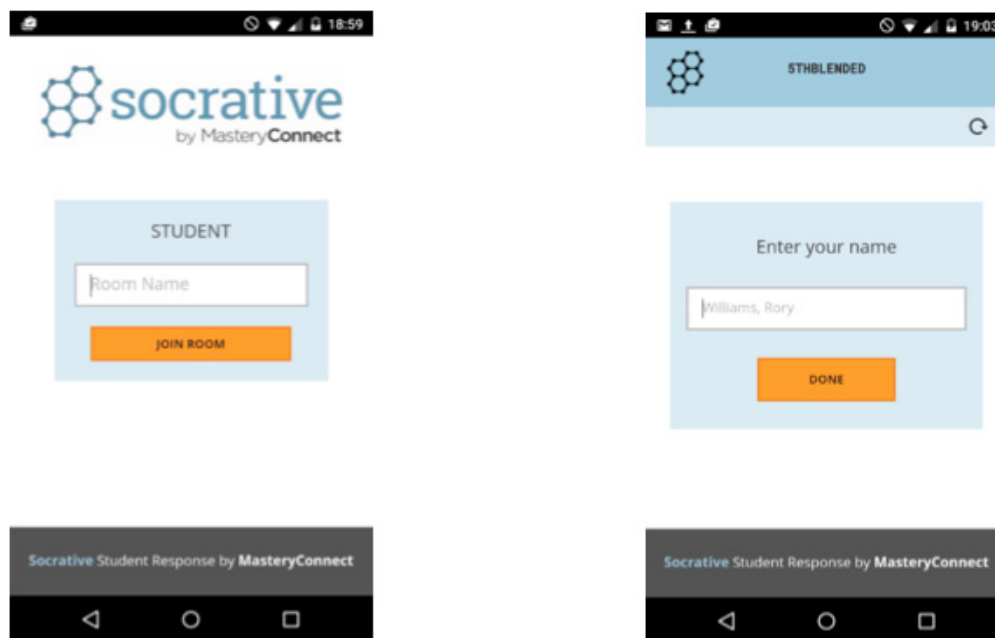 18:59
socrative
by MasteryConnect
STUDENT
Room Name
JOIN ROOM
Socrative Student Response by MasteryConnect
19:03
5THBLENDED
Enter your name
Williams, Rory
DONE
Socrative Student Response by MasteryConnect